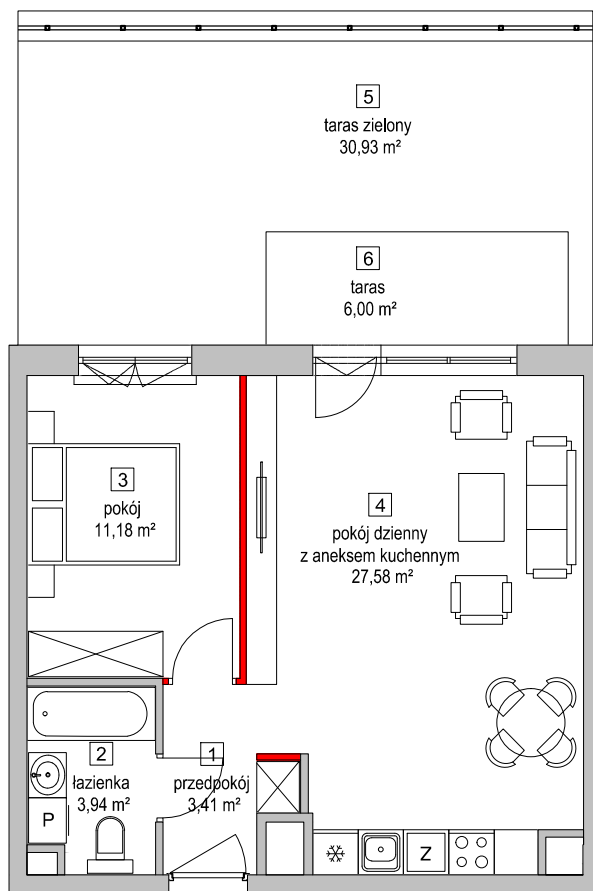 5
taras zielony
30,93 m²
6
taras
6,00 m²
3
pokój
11,18 m²
4
pokój dzienny
z aneksem kuchennym
27,58 m²
2
łazienka
3,94 m²
1
przedpokój
3,41 m²
P
Z